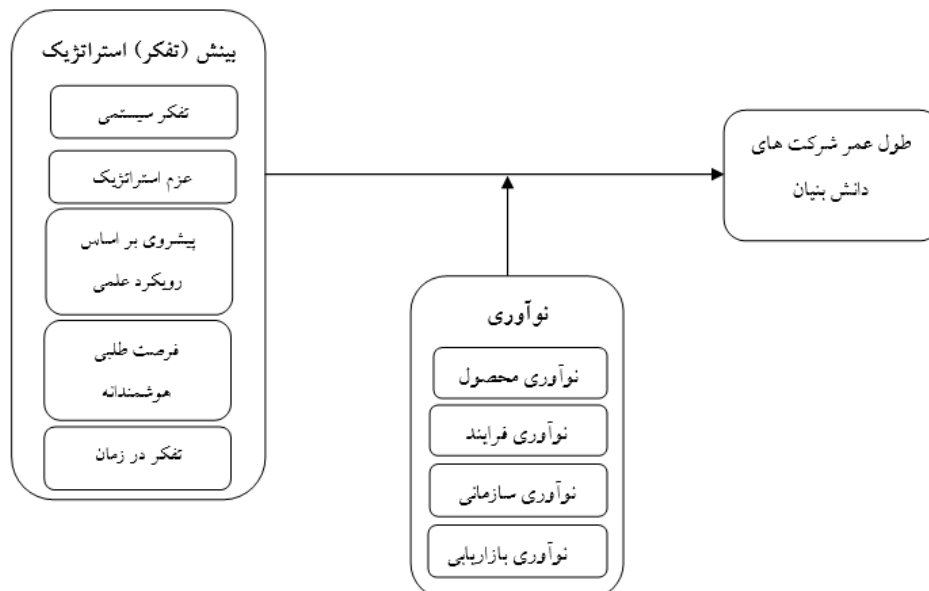 بینش (تفکر) استراتژیک
تفکر سیستمی
عزم استراتژیک
پیشروی بر اساس
رویکرد علمی
فرصت طلبی
هوشمندانه
تفکر در زمان
طول عمر شرکت های
دانش بنیان
نوآوری
نوآوری محصول
نوآوری فرایند
نوآوری سازمانی
نوآوری بازاریابی